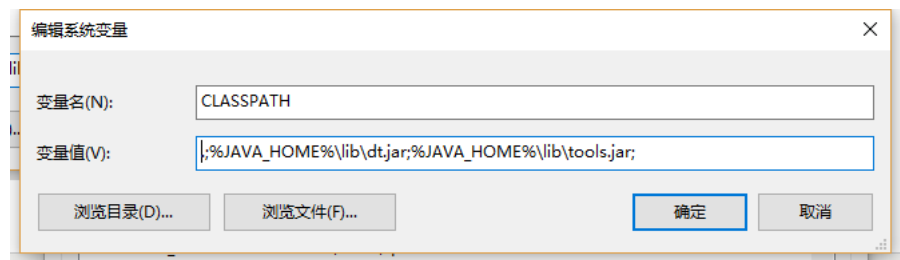 编辑系统变量
变量名(N):
CLASSPATH
变量值(V):
.;%JAVA_HOME%\lib\dt.jar;%JAVA_HOME%\lib\tools.jar;
浏览目录(D)...
浏览文件(F)...
确定
取消